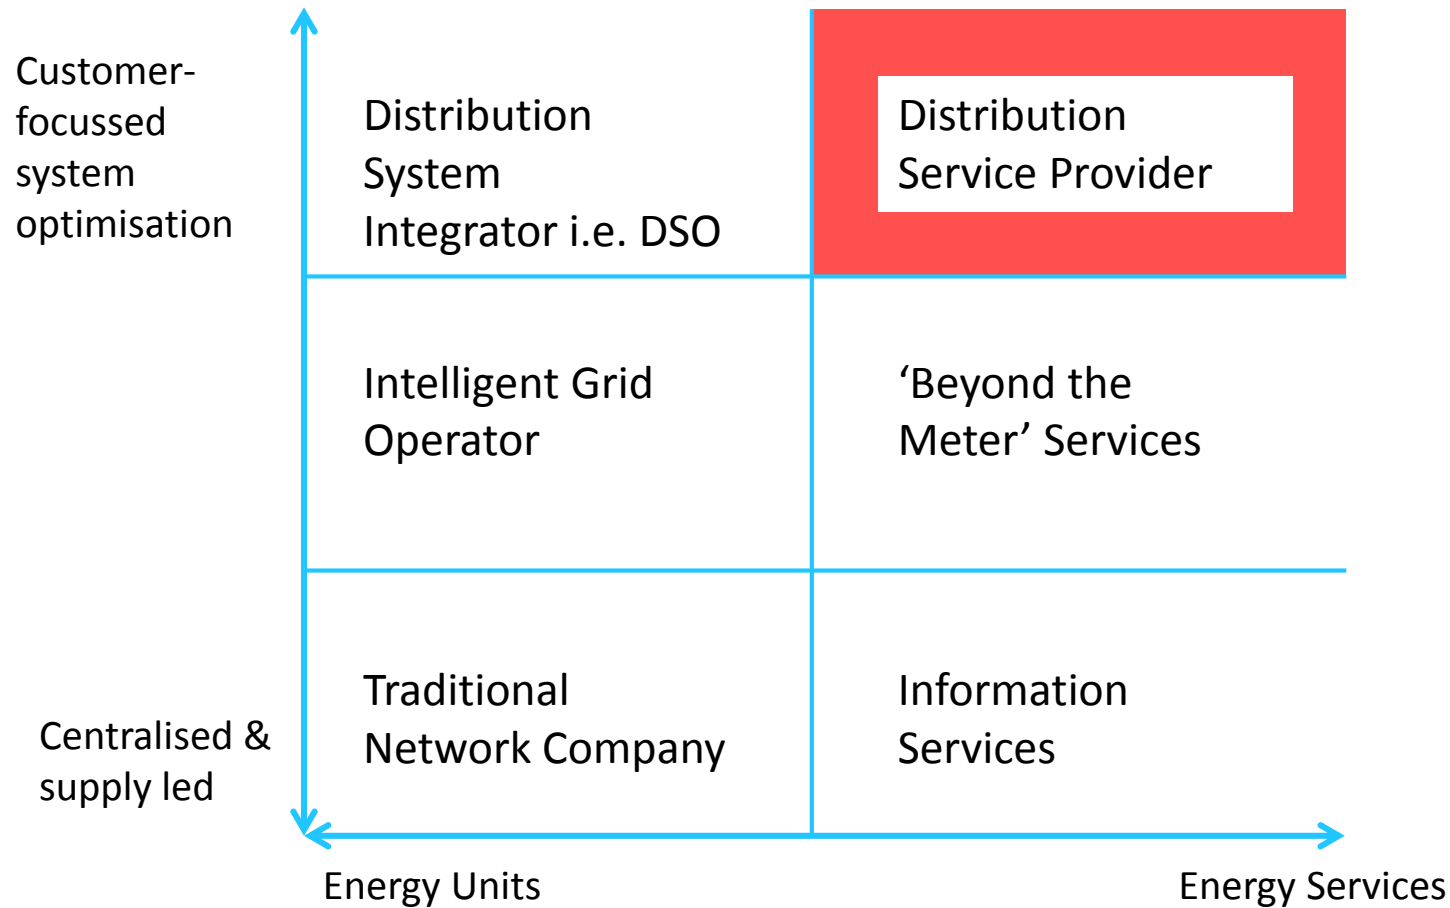 Customer-
focussed
system
optimisation
Distribution
System
Integrator i.e. DSO
Distribution
Service Provider
Intelligent Grid
Operator
‘Beyond the
Meter’ Services
Centralised &
supply led
Traditional
Network Company
Information
Services
Energy Units
Energy Services